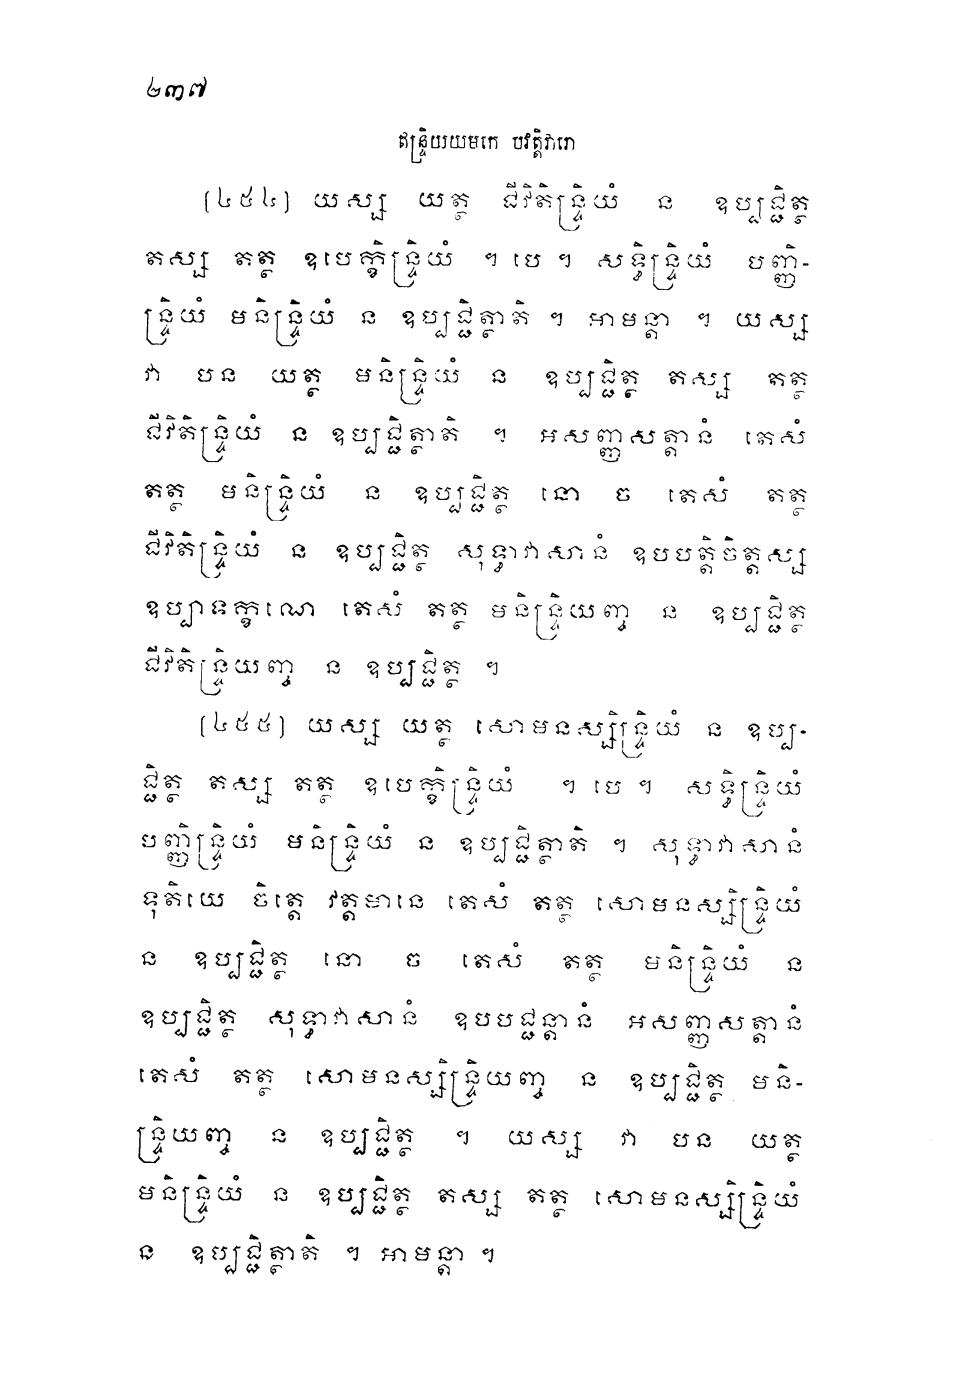 ២៣៧
ឥន្ទ្រិយយមកេ បវត្តិវារោ
(៤៥៤) យស្ស យត្ថ ជីវិតិន្ទ្រិយំ ន ឧប្បជ្ជិត្ថ
តស្ស តត្ថ ឧបេក្ខិន្ទ្រិយំ ។ បេ ។ សទ្ធិន្ទ្រិយំ បញ្ញិ-
ន្ទ្រិយំ មនិន្ទ្រិយំ ន ឧប្បជ្ជិត្ថាតិ ។ អាមន្តា ។ យស្ស
វា បន យត្ថ មនិន្ទ្រិយំ ន ឧប្បជ្ជិត្ថ តស្ស តត្ថ
ជីវិតិន្ទ្រិយំ ន ឧប្បជ្ជិត្ថាតិ ។ អសញ្ញសត្តានំ តេសំ
តត្ថ មនិន្ទ្រិយំ ន ឧប្បជ្ជិត្ថ នោ ច តេសំ តត្ថ
ជីវិតិន្ទ្រិយំ ន ឧប្បជ្ជិត្ថ សុទ្ធាវាសានំ ឧបបត្តិចិត្តស្ស
ឧប្បាទក្ខណេ តេសំ តត្ថ មនិន្ទ្រិយញ្ច ន ឧប្បជ្ជិត្ថ
ជីវិតិន្ទ្រិយញ្ច ន ឧប្បជ្ជិត្ថ ។
(៤៥៥) យស្ស យត្ថ សោមនស្សិន្ទ្រិយំ ន ឧប្ប-
ជ្ជិត្ថ តស្ស តត្ថ ឧបេក្ខិន្ទ្រិយំ ។ បេ ។ សទ្ធិន្ទ្រិយំ
បញ្ញិន្ទ្រិយំ មនិន្ទ្រិយំ ន ឧប្បជ្ជិត្ថាតិ ។ សុទ្ធាវាសានំ
ទុតិយេ ចិត្តេ វត្តមានេ តេសំ តត្ថ សោមនស្សិន្ទ្រិយំ
ន ឧប្បជ្ជិត្ថ នោ ច តេសំ តត្ថ មនិន្ទ្រិយំ ន
ឧប្បជ្ជិត្ថ សុទ្ធាវាសានំ ឧបបជ្ជន្តានំ អសញ្ញសត្តានំ
តេសំ តត្ថ សោមនស្សិន្ទ្រិយញ្ច ន ឧប្បជ្ជិត្ថ មនិ-
ន្ទ្រិយញ្ច ន ឧប្បជ្ជិត្ថ ។ យស្ស វា បន យត្ថ
មនិន្ទ្រិយំ ន ឧប្បជ្ជិត្ថ តស្ស តត្ថ សោមនស្សិន្ទ្រិយំ
ន ឧប្បជ្ជិត្ថាតិ ។ អាមន្តា ។